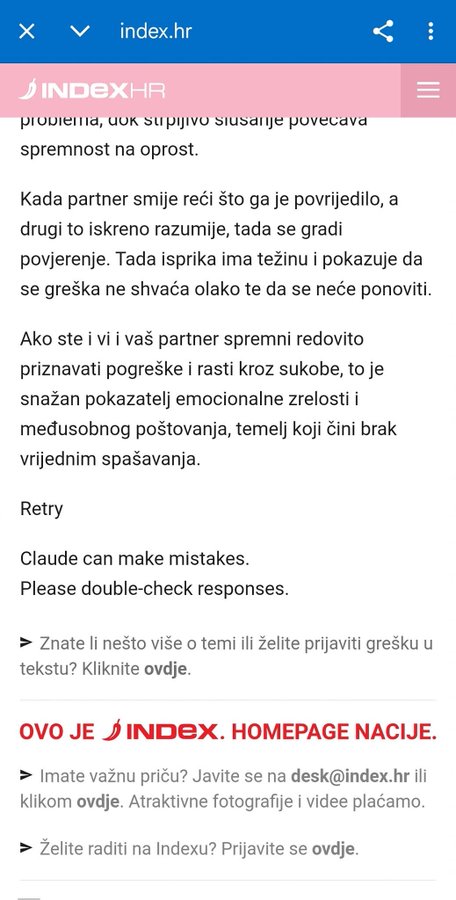 index.hr
INDEXHR
problema, dok strpljivo slušanje povećava
spremnost na oprost.
Kada partner smije reći što ga je povrijedilo, a
drugi to iskreno razumije, tada se gradi
povjerenje. Tada isprika ima težinu i pokazuje da
se greška ne shvaća olako te da se neće ponoviti.
Ako ste i vi i vaš partner spremni redovito
priznavati pogreške i rasti kroz sukobe, to je
snažan pokazatelj emocionalne zrelosti i
međusobnog poštovanja, temelj koji čini brak
vrijednim spašavanja.
Retry
Claude can make mistakes.
Please double-check responses.
➤ Znate li nešto više o temi ili želite prijaviti grešku u
tekstu? Kliknite ovdje.
OVO JE INDEX. HOMEPAGE NACIJE.
➤ Imate važnu priču? Javite se na desk@index.hr ili
klikom ovdje. Atraktivne fotografije i videe plaćamo.
➤ Želite raditi na Indexu? Prijavite se ovdje.